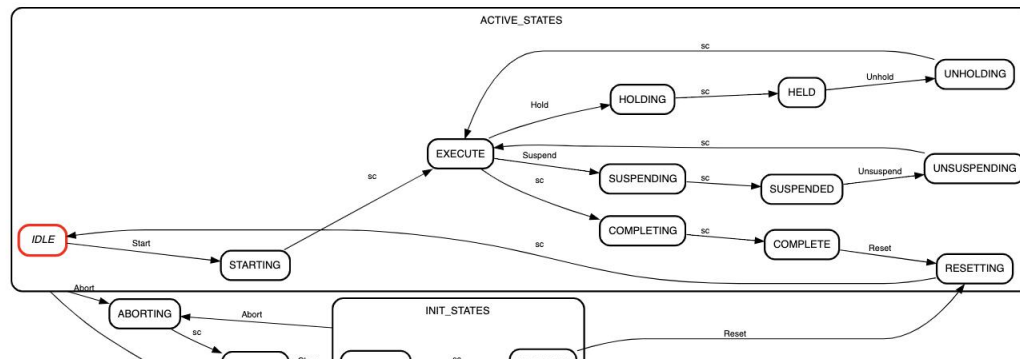 ACTIVE_STATES
sc
UNHOLDING
Unhold
HELD
sc
HOLDING
Hold
sc
EXECUTE
Suspend
UNSUSPENDING
Unsuspend
sc
SUSPENDING
sc
SUSPENDED
sc
COMPLETING
sc
IDLE
Start
sc
COMPLETE
Reset
STARTING
RESETTING
Abort
ABORTING
Abort
INIT_STATES
sc
Reset